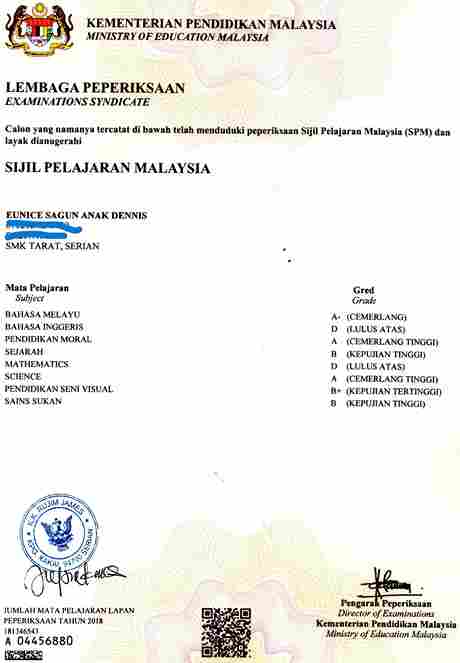 KEMENTERIAN PENDIDIKAN MALAYSIA
MINISTRY OF EDUCATION MALAYSIA
LEMBAGA PEPERIKSAAN
EXAMINATIONS SYNDICATE
Calon yang namanya tercatat di bawah telah menduduki peperiksaan Sijil Pelajaran Malaysia (SPM) dan
layak dianugerahi
SIJIL PELAJARAN MALAYSIA
EUNICE SAGUN ANAK DENNIS
SMK TARAT, SERIAN
Mata Pelajaran Gred
Subject Grade
BAHASA MELAYU A- (CEMERLANG)
BAHASA INGGERIS D (LULUS ATAS)
PENDIDIKAN MORAL A (CEMERLANG TINGGI)
SEJARAH B (KEPUJIAN TINGGI)
MATHEMATICS D (LULUS ATAS)
SCIENCE A (CEMERLANG TINGGI)
PENDIDIKAN SENI VISUAL B+ (KEPUJIAN TERTINGGI)
SAINS SUKAN B (KEPUJIAN TINGGI)
K.K. RUJIM JAMES
KPG. 94700 SERIAN
JUMLAH MATA PELAJARAN LAPAN
PEPERIKSAAN TAHUN 2018
181346543
A 04456880
Pengarah Peperiksaan
Director of Examinations
Kementerian Pendidikan Malaysia
Ministry of Education Malaysia